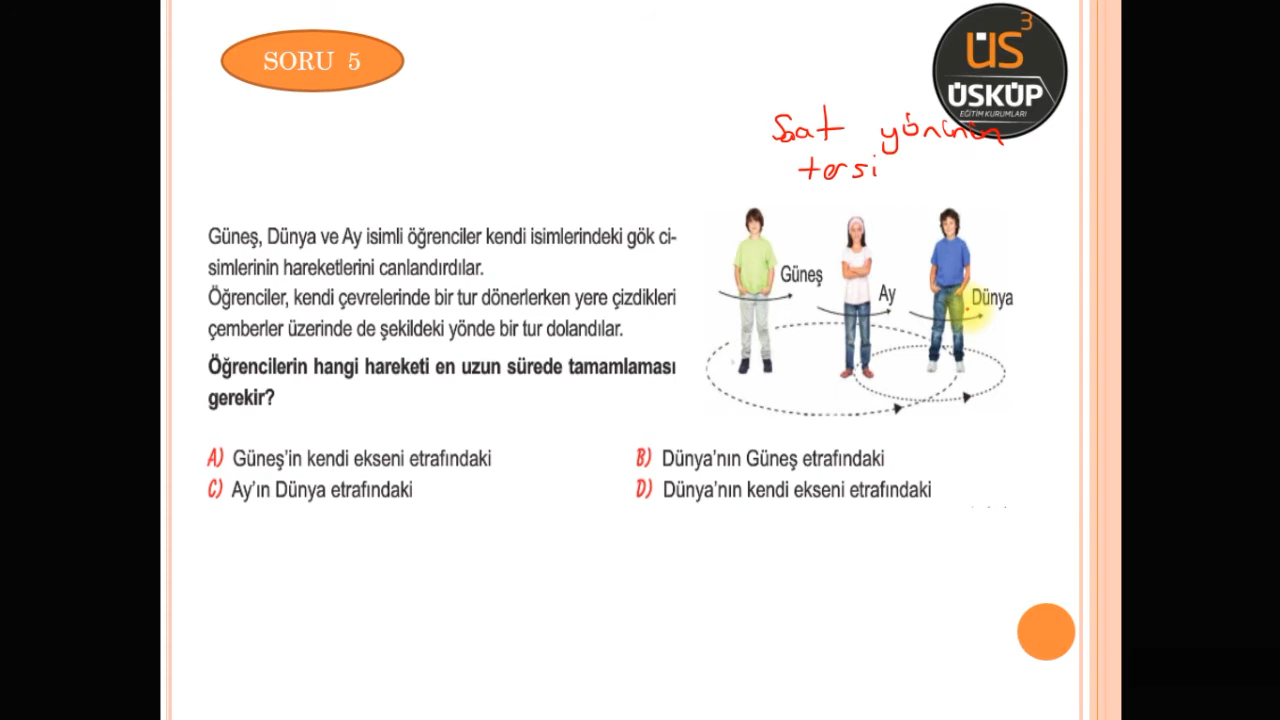 SORU 5
ÜS3
ÜSKÜP
EĞİTİM KURUMLARI
Saat yönünün
tersi
Güneş, Dünya ve Ay isimli öğrenciler kendi isimlerindeki gök ci-
simlerinin hareketlerini canlandırdılar.
Öğrenciler, kendi çevrelerinde bir tur dönerlerken yere çizdikleri
çemberler üzerinde de şekildeki yönde bir tur dolandılar.
Öğrencilerin hangi hareketi en uzun sürede tamamlaması
gerekir?
Güneş
Ay
Dünya
A) Güneş'in kendi ekseni etrafındaki
B) Dünya'nın Güneş etrafındaki
C) Ay'ın Dünya etrafındaki
D) Dünya'nın kendi ekseni etrafındaki